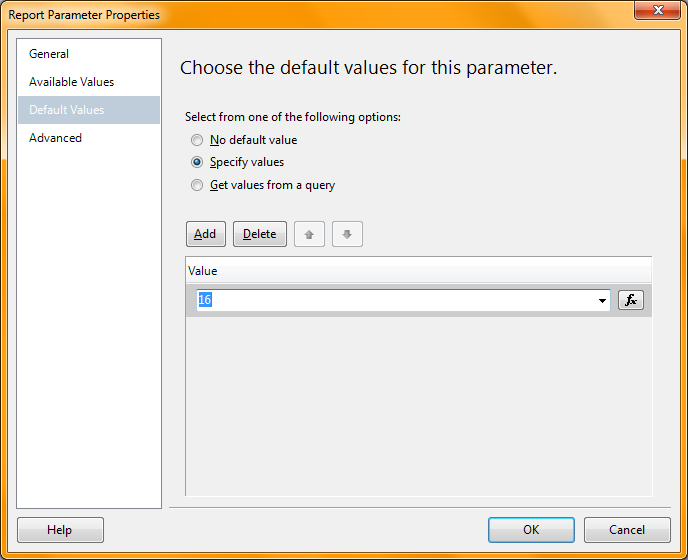 Report Parameter Properties
General
Available Values
Default Values
Advanced
Choose the default values for this parameter.
Select from one of the following options:
No default value
Specify values
Get values from a query
Add Delete
Value
16
fx
Help OK Cancel